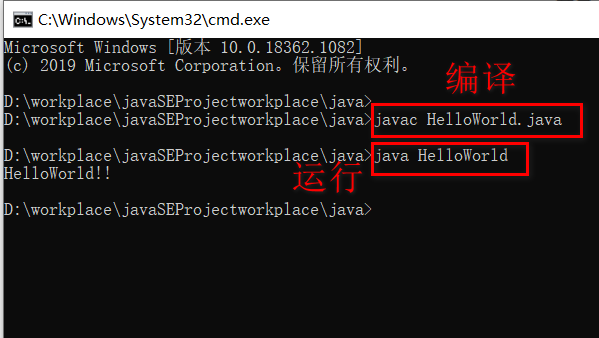 C:\Windows\System32\cmd.exe
Microsoft Windows [版本 10.0.18362.1082]
(c) 2019 Microsoft Corporation。保留所有权利。
D:\workplace\javaSEProjectworkplace\java>
编译
D:\workplace\javaSEProjectworkplace\java>javac HelloWorld.java
D:\workplace\javaSEProjectworkplace\java>java HelloWorld
HelloWorld!!
运行
D:\workplace\javaSEProjectworkplace\java>